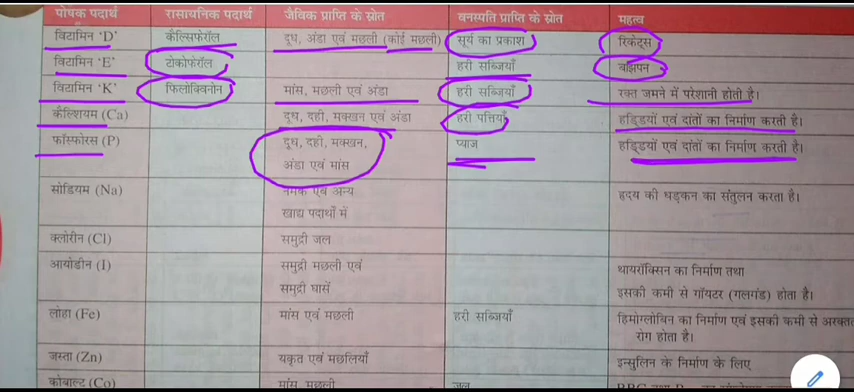 पोषक पदार्थ रासायनिक पदार्थ जैविक प्राप्ति के स्रोत वनस्पति प्राप्ति के स्रोत महत्व
विटामिन 'D' कैल्सिफेरॉल दूध, अंडा एवं मछली (कोई मछली) सूर्य का प्रकाश रिकेट्स
विटामिन 'E' टोकोफेरॉल हरी सब्जियाँ बाँझपन
विटामिन 'K' फिलोक्विनोन मांस, मछली एवं अंडा हरी सब्जियाँ रक्त जमने में परेशानी होती है।
कैल्शियम (Ca) दूध, दही, मक्खन एवं अंडा हरी पत्तियाँ हड्डियों एवं दांतों का निर्माण करती है।
फॉस्फोरस (P) दूध, दही, मक्खन, प्याज हड्डियों एवं दांतों का निर्माण करती है।
अंडा एवं मांस
सोडियम (Na) नमक एवं अन्य ह्रदय की धड़कन का संतुलन करता है।
खाद्य पदार्थों में
क्लोरीन (Cl) समुद्री जल
आयोडीन (I) समुद्री मछली एवं थायरॉक्सिन का निर्माण तथा
समुद्री घासें इसकी कमी से गॉयटर (गलगंड) होता है।
लोहा (Fe) मांस एवं मछली हरी सब्जियाँ हिमोग्लोबिन का निर्माण एवं इसकी कमी से अरक्तता
रोग होता है।
जस्ता (Zn) यकृत एवं मछलियाँ इन्सुलिन के निर्माण के लिए
कोबाल्ट (Co) मांस, मछली जल